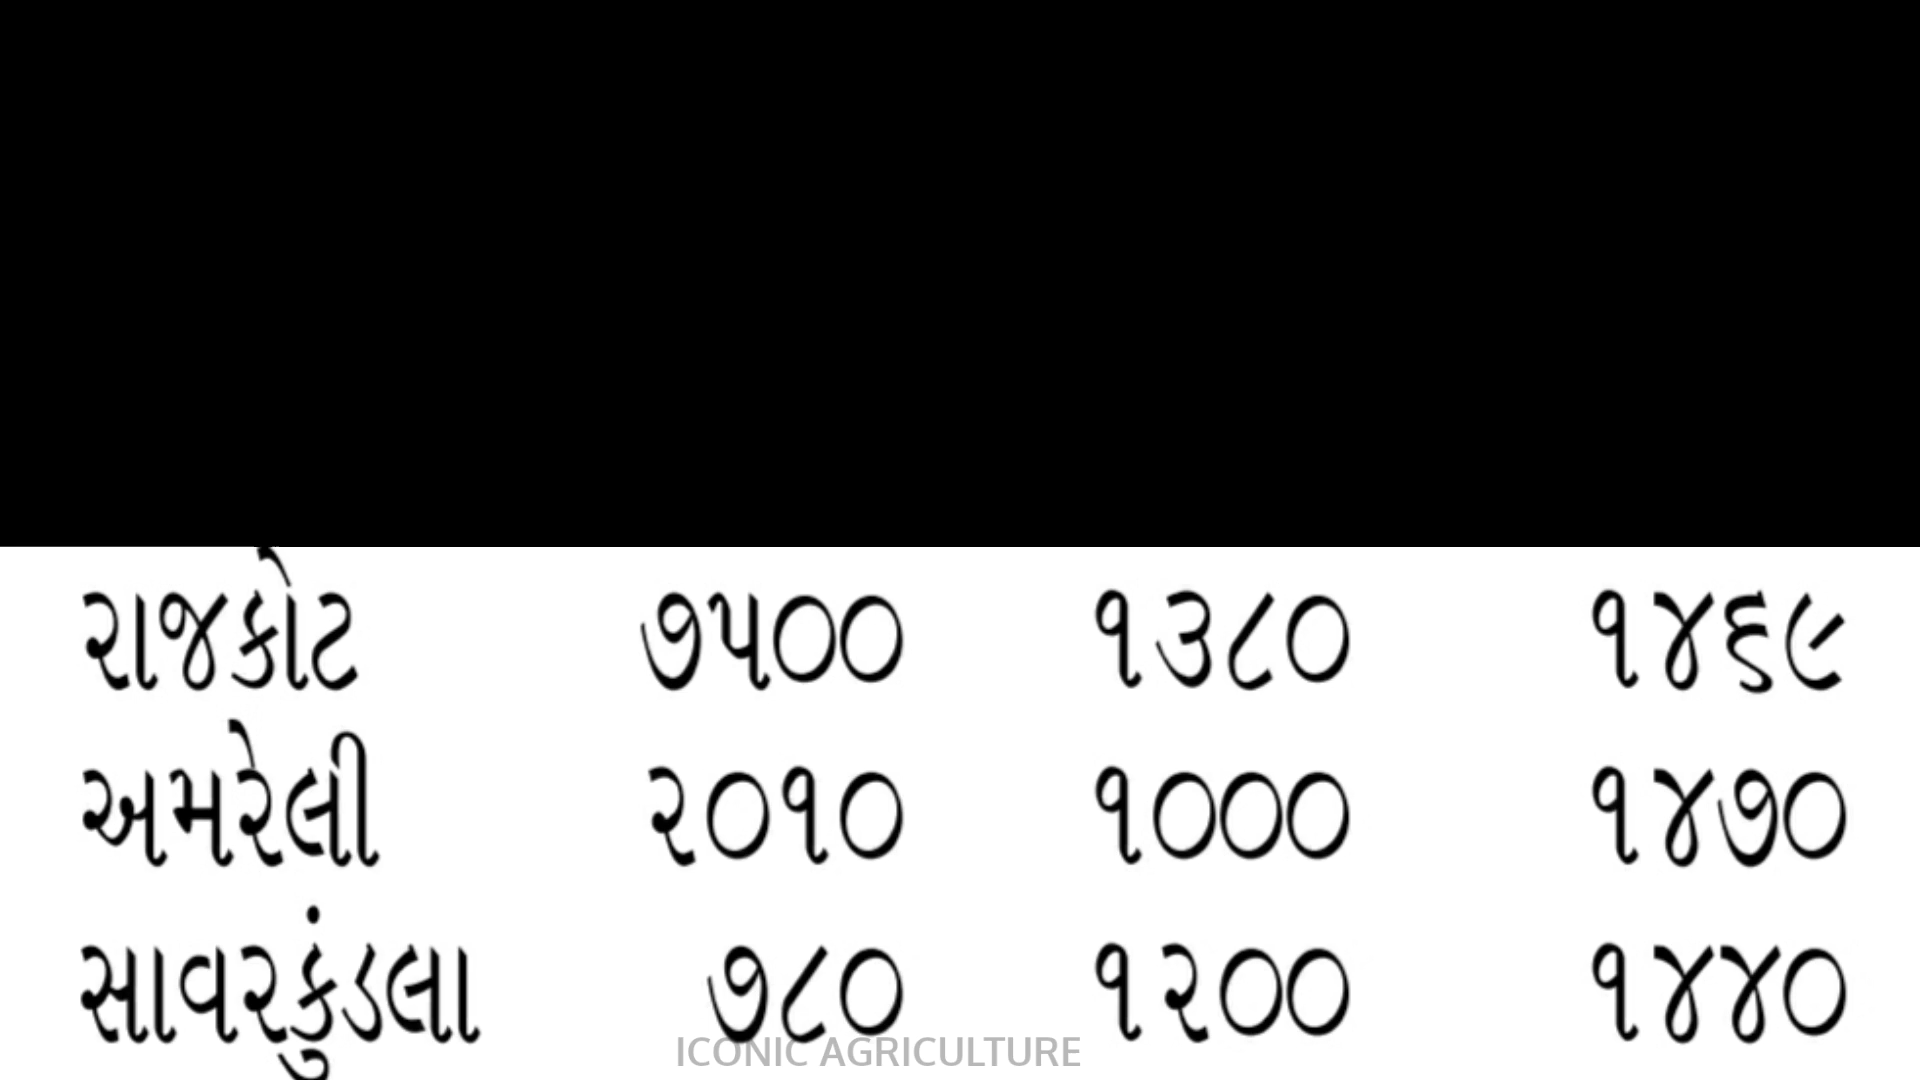 રાજકોટ ૭૫૦૦ ૧૩૮૦ ૧૪૬૯
અમરેલી ૨૦૧૦ ૧૦૦૦ ૧૪૭૦
સાવરકુંડલા ૭૮૦ ૧૨૦૦ ૧૪૪૦
ICONIC AGRICULTURE